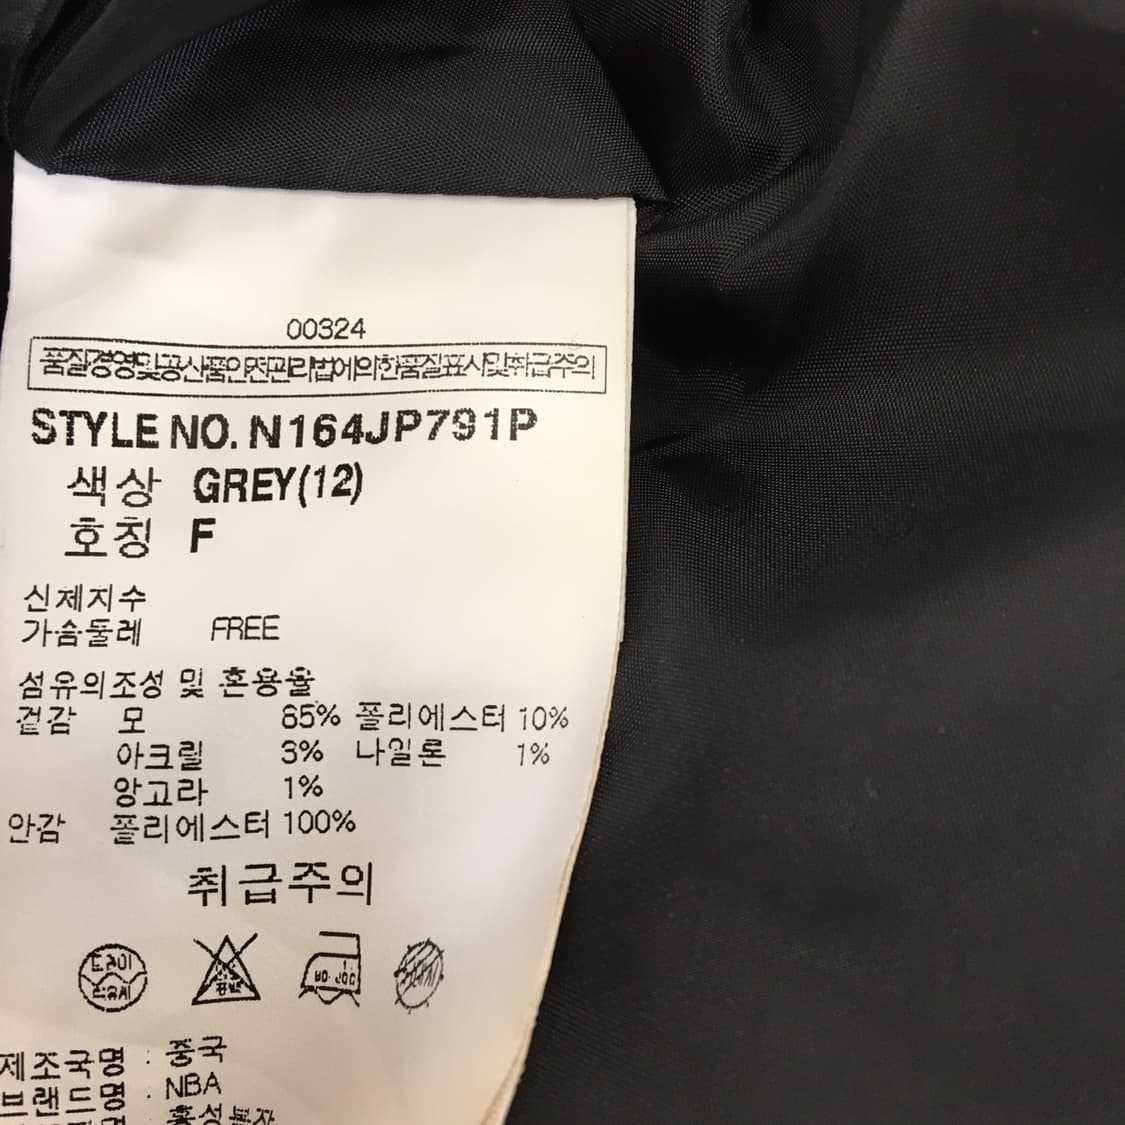 00324
품질경영및공산품안전관리법에의한품질표시및취급주의
STYLE NO. N164JP791P
색상 GREY(12)
호칭 F
신체지수
가슴둘레 FREE
섬유의조성 및 혼용율
겉감 모 85% 폴리에스터 10%
아크릴 3% 나일론 1%
앙고라 1%
안감 폴리에스터 100%
취급주의
드라이
제조국명 : 중국
브랜드명 : NBA